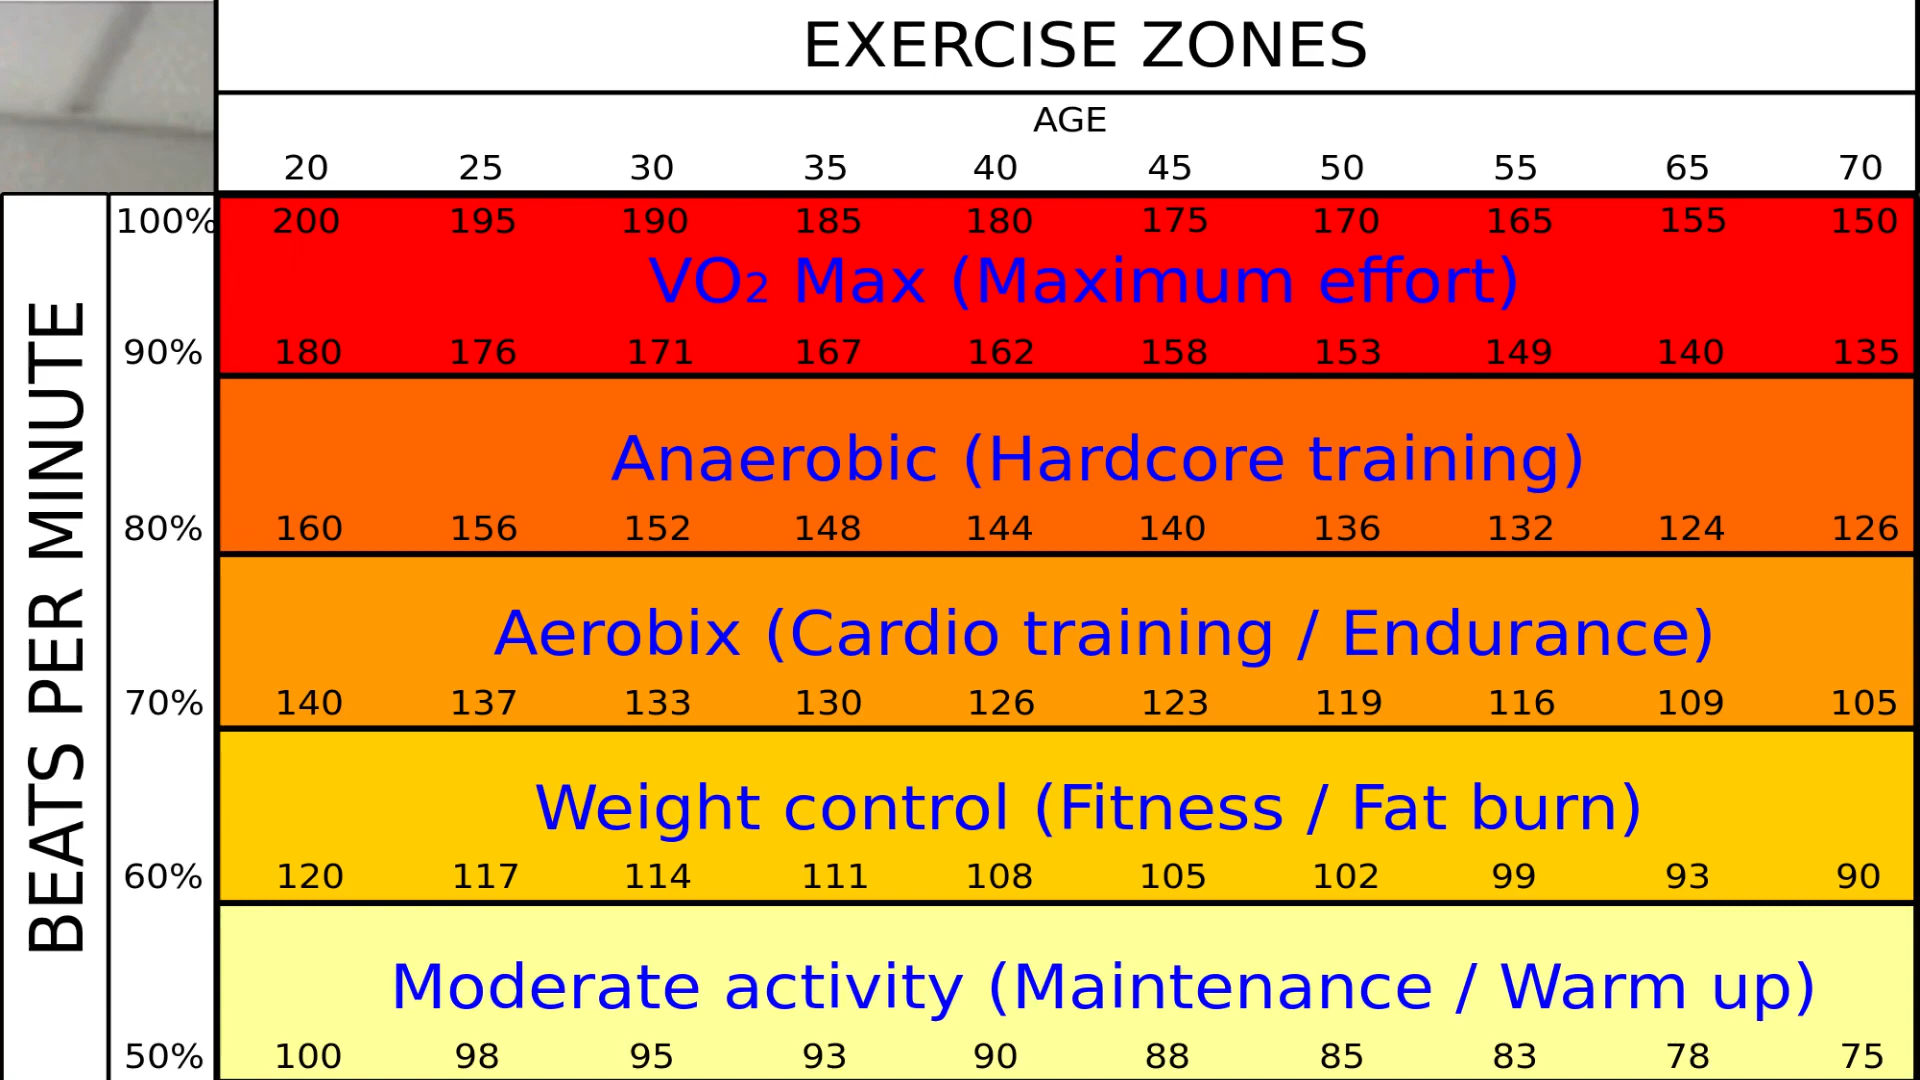 EXERCISE ZONES
AGE
20 25 30 35 40 45 50 55 65 70
BEATS PER MINUTE
100% 200 195 190 185 180 175 170 165 155 150
VO₂ Max (Maximum effort)
90% 180 176 171 167 162 158 153 149 140 135
Anaerobic (Hardcore training)
80% 160 156 152 148 144 140 136 132 124 126
Aerobix (Cardio training / Endurance)
70% 140 137 133 130 126 123 119 116 109 105
Weight control (Fitness / Fat burn)
60% 120 117 114 111 108 105 102 99 93 90
Moderate activity (Maintenance / Warm up)
50% 100 98 95 93 90 88 85 83 78 75